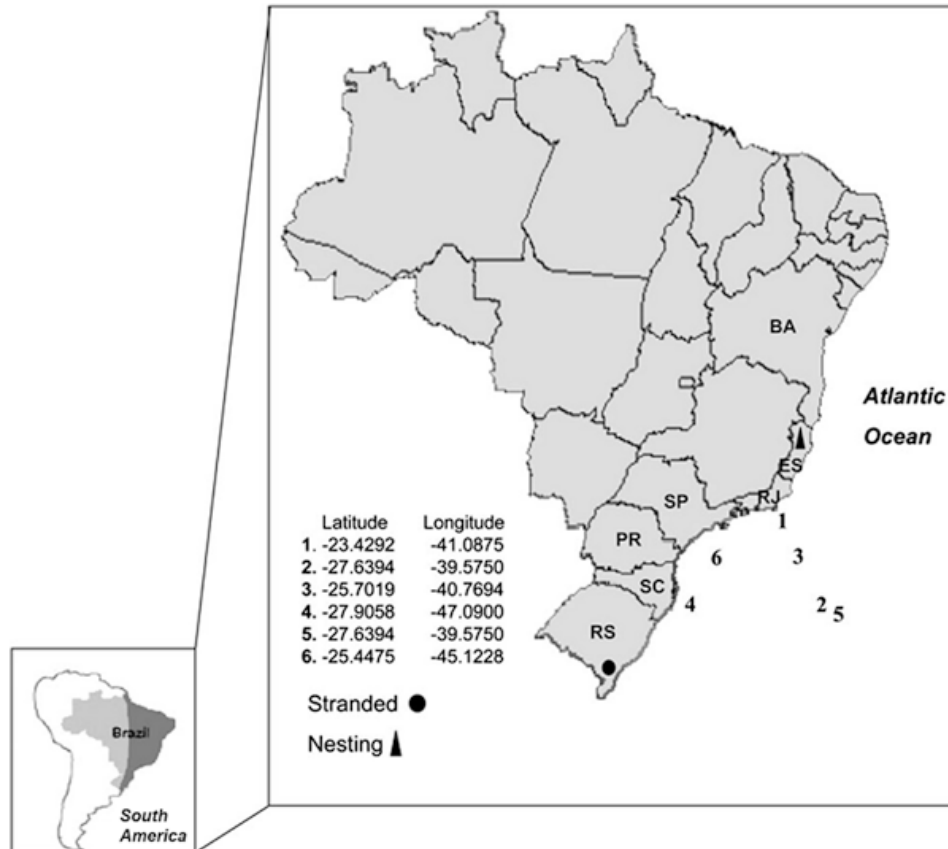 BA
Atlantic
Ocean
ES
RJ
SP
1
PR
6
3
SC
4
2
5
RS
Latitude Longitude
1. -23.4292 -41.0875
2. -27.6394 -39.5750
3. -25.7019 -40.7694
4. -27.9058 -47.0900
5. -27.6394 -39.5750
6. -25.4475 -45.1228
Stranded
Nesting
Brazil
South
America